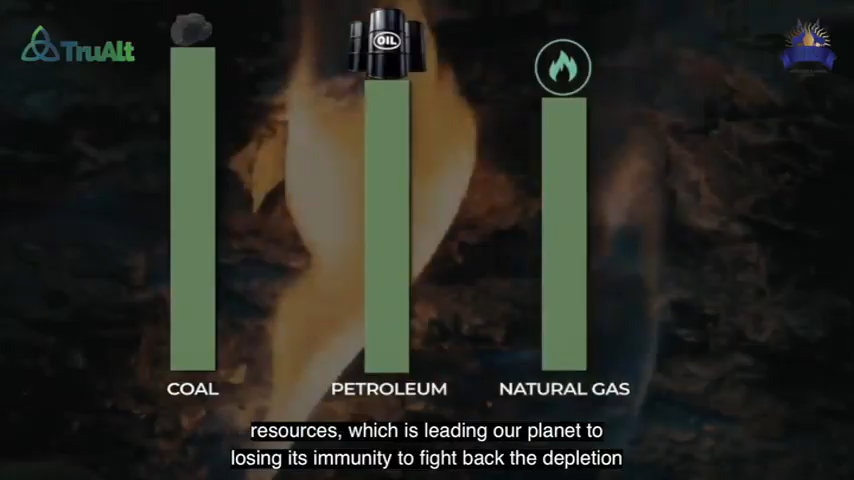 TruAlt
OIL
COAL
PETROLEUM
NATURAL GAS
resources, which is leading our planet to
losing its immunity to fight back the depletion